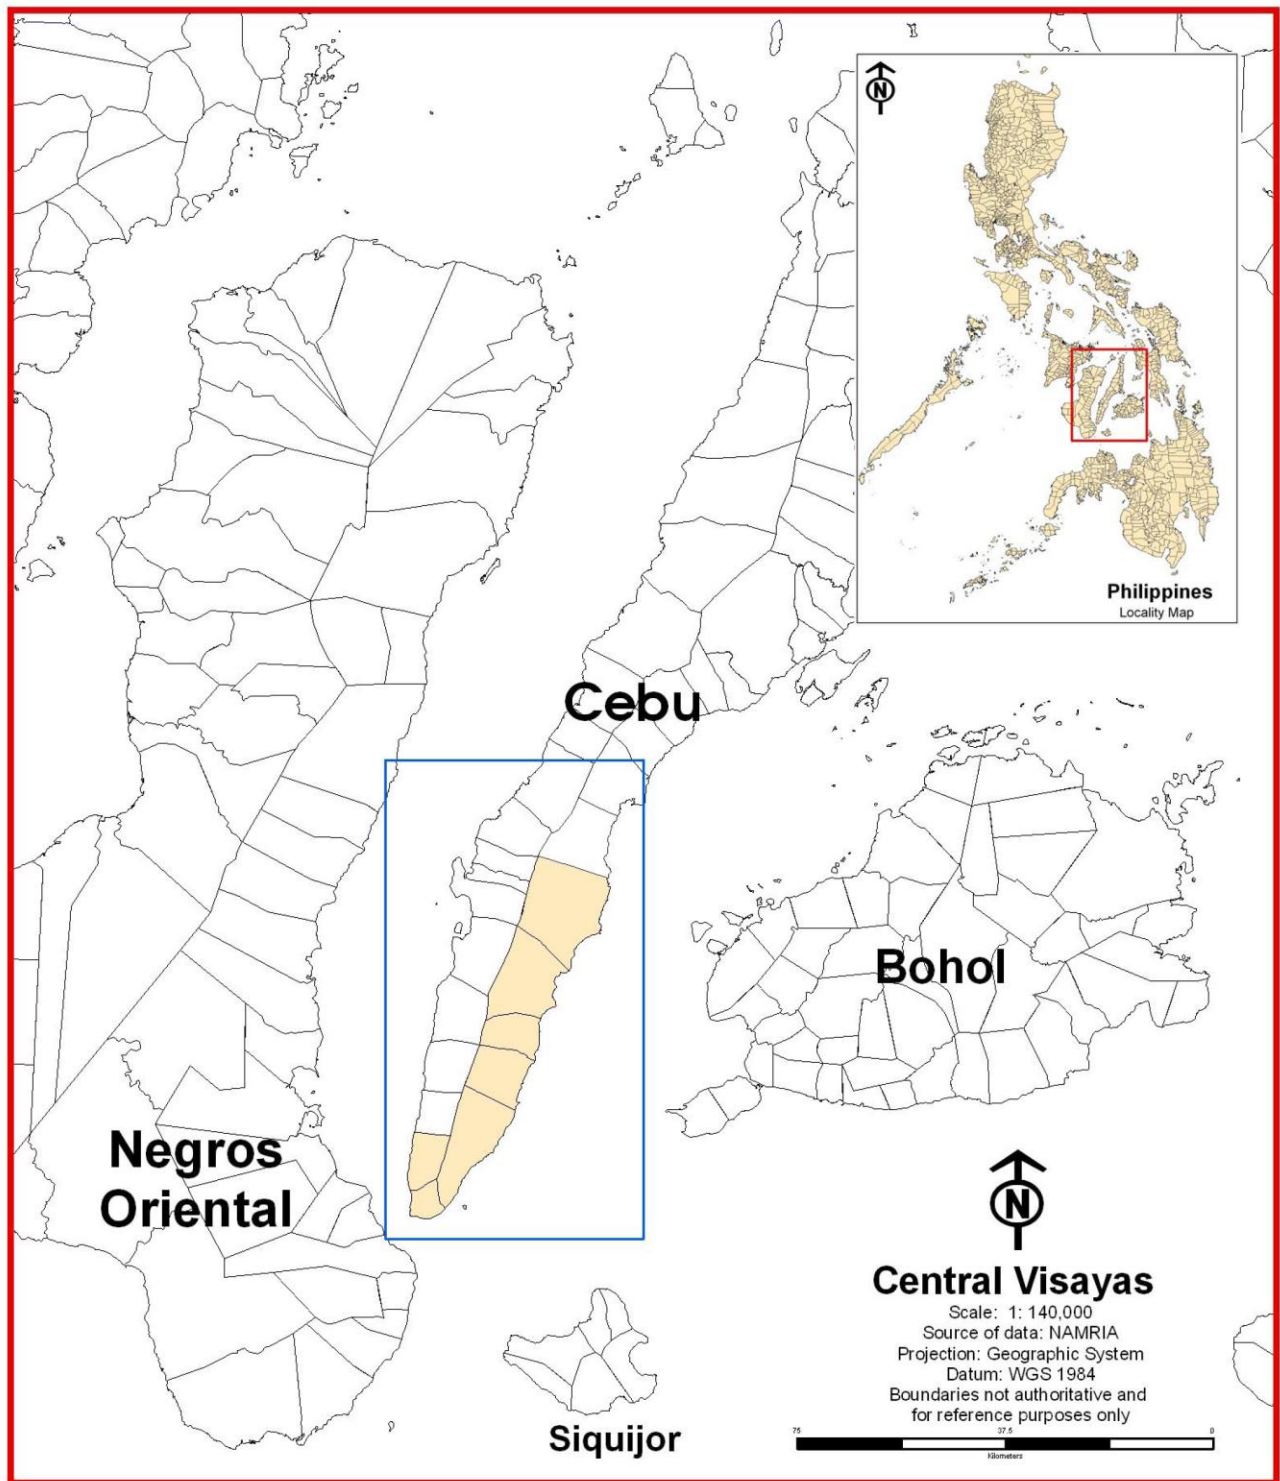 N
Philippines
Locality Map
Cebu
Bohol
Negros
Oriental
N
Central Visayas
Scale: 1: 140,000
Source of data: NAMRIA
Projection: Geographic System
Datum: WGS 1984
Boundaries not authoritative and
for reference purposes only
75 37.5 0
Kilometers
Siquijor